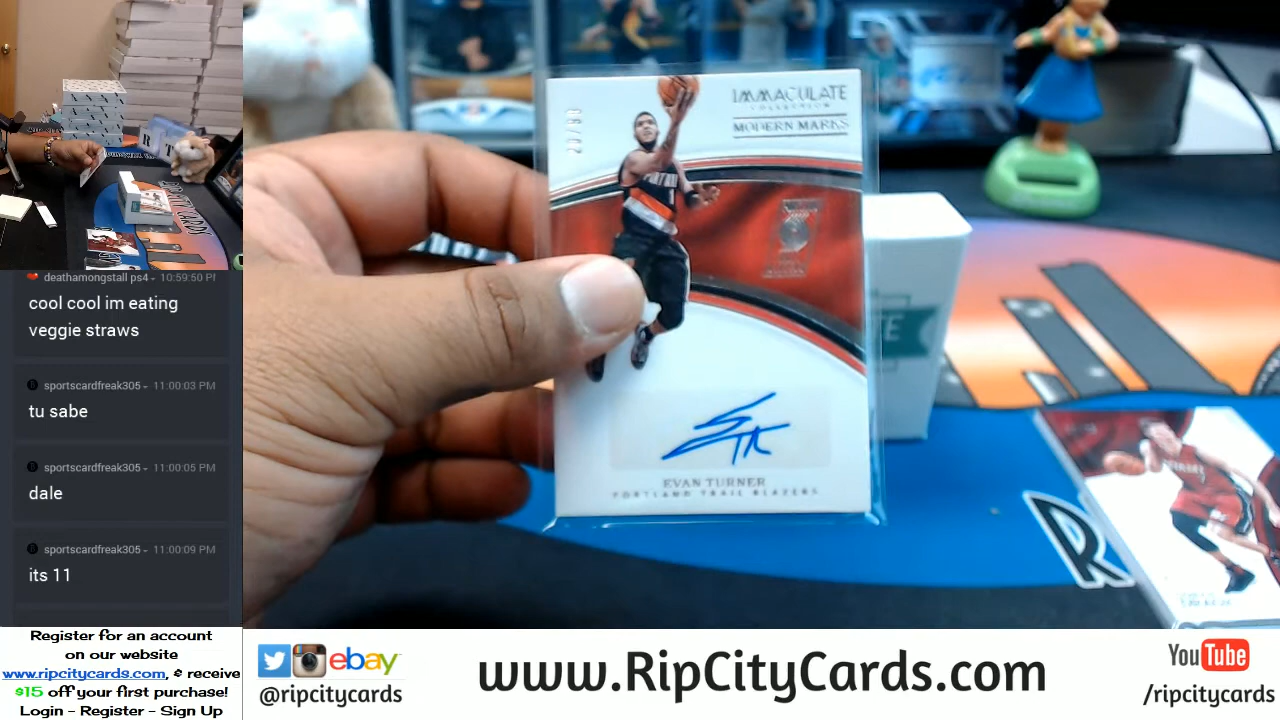 deathamongstall ps4 - 10:59:50 PM
cool cool im eating
veggie straws
sportscardfreak305 - 11:00:03 PM
tu sabe
sportscardfreak305 - 11:00:05 PM
dale
sportscardfreak305 - 11:00:09 PM
its 11
Register for an account
on our website
www.ripcitycards.com, & receive
$15 off your first purchase!
Login - Register - Sign Up
IMMACULATE
COLLECTION
MODERN MARKS
EVAN TURNER
PORTLAND TRAIL BLAZERS
R
ebay
@ripcitycards
www.RipCityCards.com
YouTube
/ripcitycards